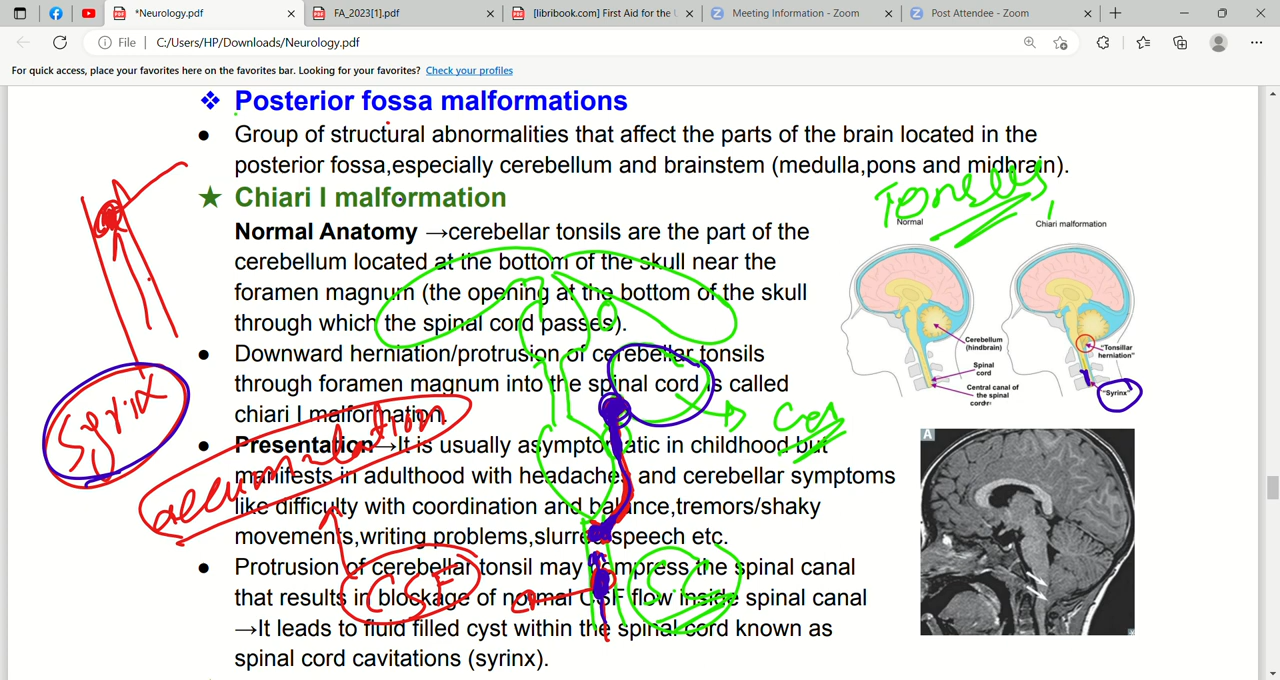 *Neurology.pdf
FA_2023[1].pdf
[libribook.com] First Aid for the U
Meeting Information - Zoom
Post Attendee - Zoom
File
C:/Users/HP/Downloads/Neurology.pdf
For quick access, place your favorites here on the favorites bar. Looking for your favorites? Check your profiles
❖ Posterior fossa malformations
● Group of structural abnormalities that affect the parts of the brain located in the
posterior fossa,especially cerebellum and brainstem (medulla,pons and midbrain).
★ Chiari I malformation
Normal Anatomy →cerebellar tonsils are the part of the
cerebellum located at the bottom of the skull near the
foramen magnum (the opening at the bottom of the skull
through which the spinal cord passes).
● Downward herniation/protrusion of cerebellar tonsils
through foramen magnum into the spinal cord is called
chiari I malformation.
● Presentation→It is usually asymptomatic in childhood but
manifests in adulthood with headaches and cerebellar symptoms
like difficulty with coordination and balance,tremors/shaky
movements,writing problems,slurred speech etc.
● Protrusion of cerebellar tonsil may compress the spinal canal
that results in blockage of normal CSF flow inside spinal canal
→It leads to fluid filled cyst within the spinal cord known as
spinal cord cavitations (syrinx).
Tonsils
Normal
Chiari malformation
Cerebellum
(hindbrain)
Spinal
cord
Central canal of
the spinal
cord
"Tonsillar
herniation"
"Syrinx"
A
Syrinx
accumulation
CSF
SC